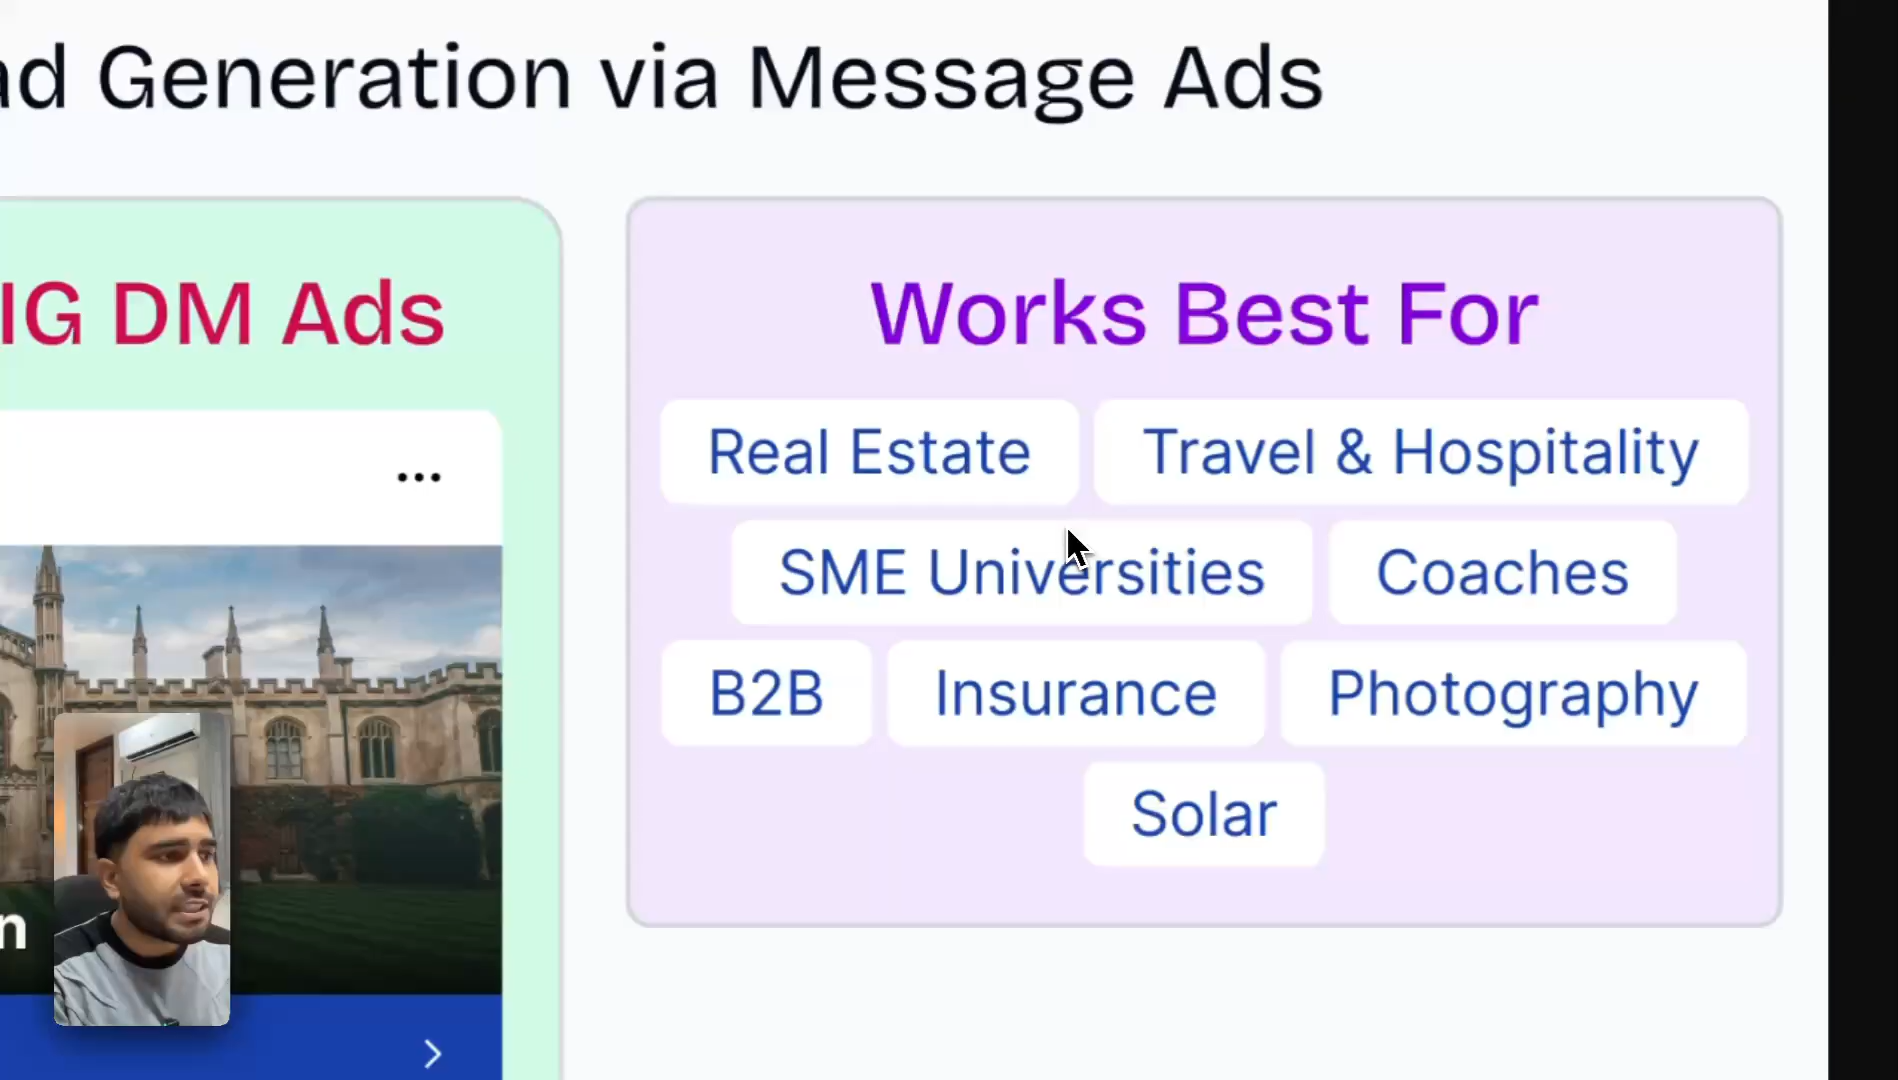 ad Generation via Message Ads
IG DM Ads
Works Best For
Real Estate
Travel & Hospitality
SME Universities
Coaches
B2B
Insurance
Photography
Solar
n